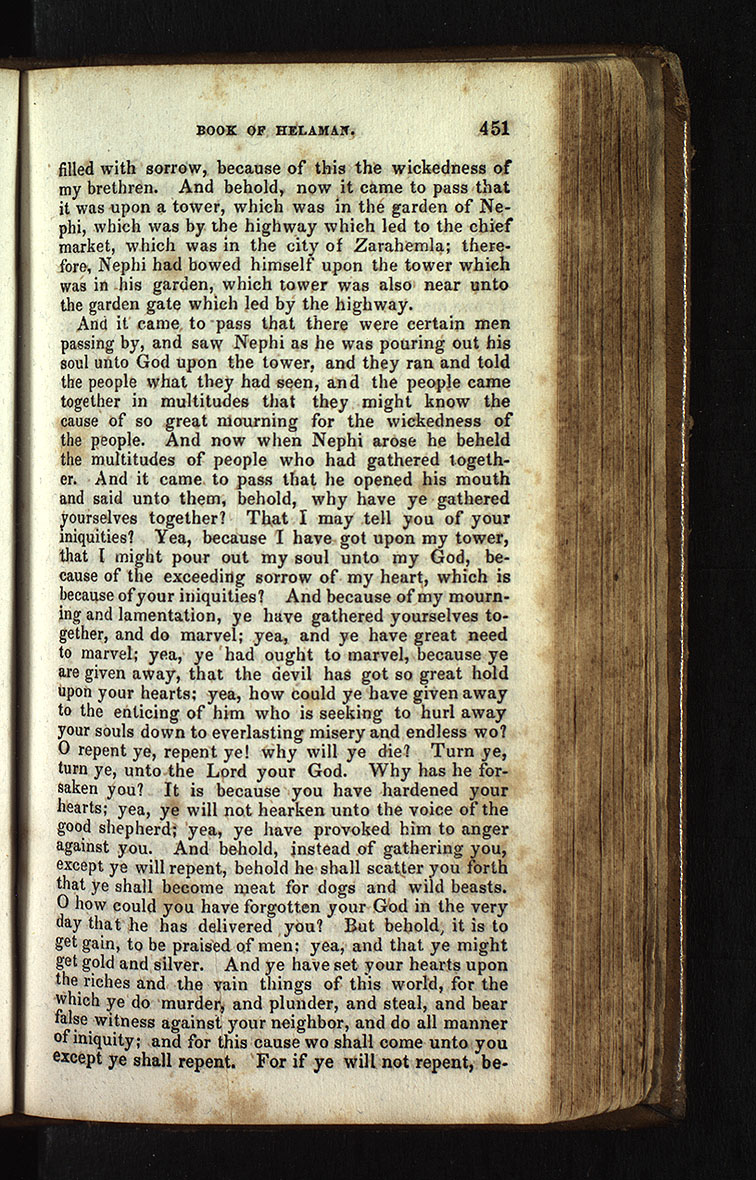 BOOK OF HELAMAN. 451
filled with sorrow, because of this the wickedness of
my brethren. And behold, now it came to pass that
it was upon a tower, which was in the garden of Ne-
phi, which was by the highway which led to the chief
market, which was in the city of Zarahemla; there-
fore, Nephi had bowed himself upon the tower which
was in his garden, which tower was also near unto
the garden gate which led by the highway.
And it came to pass that there were certain men
passing by, and saw Nephi as he was pouring out his
soul unto God upon the tower, and they ran and told
the people what they had seen, and the people came
together in multitudes that they might know the
cause of so great mourning for the wickedness of
the people. And now when Nephi arose he beheld
the multitudes of people who had gathered togeth-
er. And it came to pass that he opened his mouth
and said unto them, behold, why have ye gathered
yourselves together? That I may tell you of your
iniquities? Yea, because I have got upon my tower,
that I might pour out my soul unto my God, be-
cause of the exceeding sorrow of my heart, which is
because of your iniquities? And because of my mourn-
ing and lamentation, ye have gathered yourselves to-
gether, and do marvel; yea, and ye have great need
to marvel; yea, ye had ought to marvel, because ye
are given away, that the devil has got so great hold
upon your hearts; yea, how could ye have given away
to the enticing of him who is seeking to hurl away
your souls down to everlasting misery and endless wo?
O repent ye, repent ye! why will ye die? Turn ye,
turn ye, unto the Lord your God. Why has he for-
saken you? It is because you have hardened your
hearts; yea, ye will not hearken unto the voice of the
good shepherd; yea, ye have provoked him to anger
against you. And behold, instead of gathering you,
except ye will repent, behold he shall scatter you forth
that ye shall become meat for dogs and wild beasts.
O how could you have forgotten your God in the very
day that he has delivered you? But behold, it is to
get gain, to be praised of men; yea, and that ye might
get gold and silver. And ye have set your hearts upon
the riches and the vain things of this world, for the
which ye do murder, and plunder, and steal, and bear
false witness against your neighbor, and do all manner
of iniquity; and for this cause wo shall come unto you
except ye shall repent. For if ye will not repent, be-